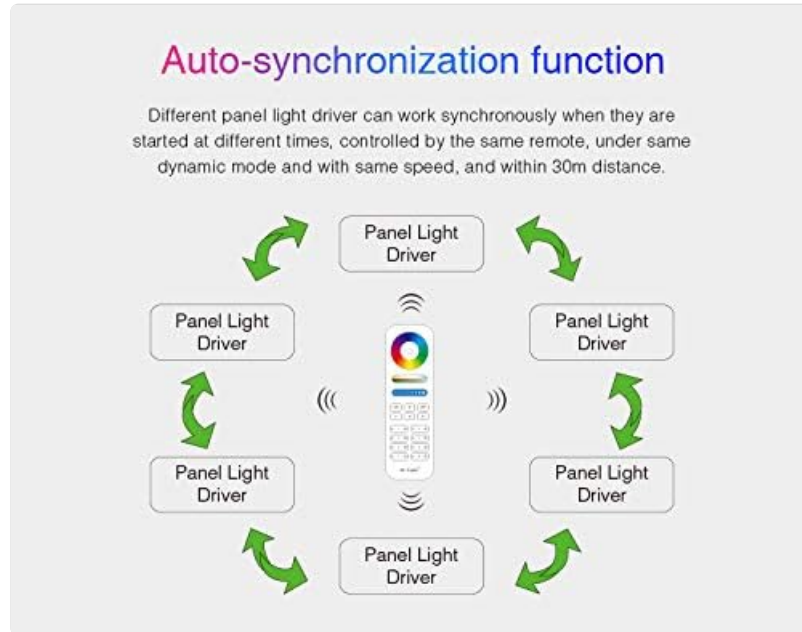 Auto-synchronization function
Different panel light driver can work synchronously when they are
started at different times, controlled by the same remote, under same
dynamic mode and with same speed, and within 30m distance.
Panel Light
Driver
Panel Light
Driver
Panel Light
Driver
Panel Light
Driver
Panel Light
Driver
Panel Light
Driver